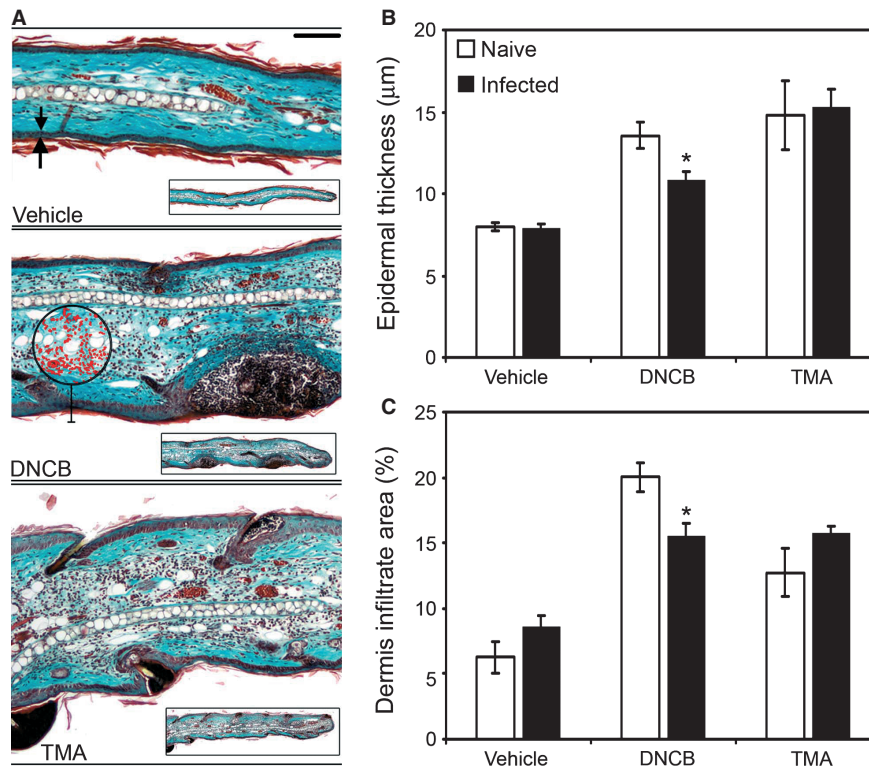 A
Vehicle
DNCB
TMA
B
Epidermal thickness (μm)
20
15
10
5
0
Naive
Infected
*
Vehicle
DNCB
TMA
C
Dermis infiltrate area (%)
25
20
15
10
5
0
*
Vehicle
DNCB
TMA